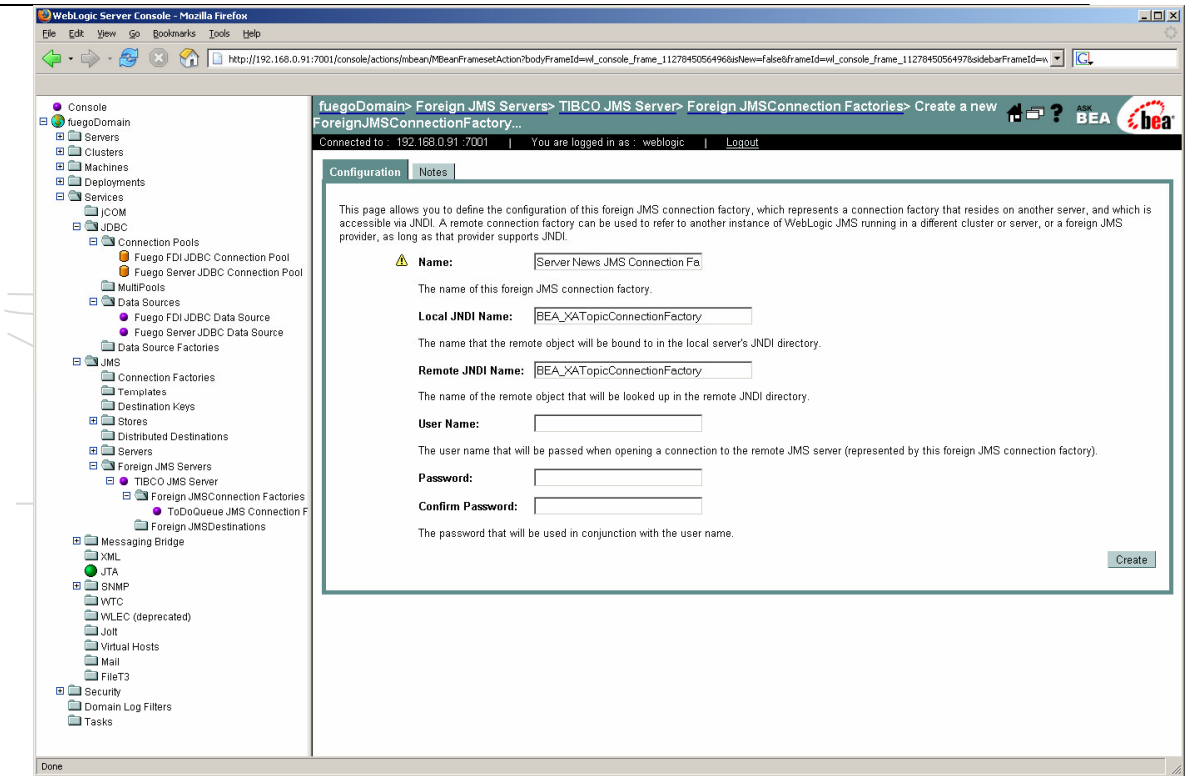 WebLogic Server Console - Mozilla Firefox
File Edit View Go Bookmarks Tools Help
http://192.168.0.91:7001/console/actions/mbean/MBeanFramesetAction?bodyFrameId=wl_console_frame_1127845056496&isNew=false&frameId=wl_console_frame_1127845056497&sidebarFrameId=w
G
Console
fuegoDomain
Servers
Clusters
Machines
Deployments
Services
jCOM
JDBC
Connection Pools
Fuego FDI JDBC Connection Pool
Fuego Server JDBC Connection Pool
MultiPools
Data Sources
Fuego FDI JDBC Data Source
Fuego Server JDBC Data Source
Data Source Factories
JMS
Connection Factories
Templates
Destination Keys
Stores
Distributed Destinations
Servers
Foreign JMS Servers
TIBCO JMS Server
Foreign JMSConnection Factories
ToDoQueue JMS Connection F
Foreign JMSDestinations
Messaging Bridge
XML
JTA
SNMP
WTC
WLEC (deprecated)
Jolt
Virtual Hosts
Mail
FileT3
Security
Domain Log Filters
Tasks
fuegoDomain> Foreign JMS Servers> TIBCO JMS Server> Foreign JMSConnection Factories> Create a new
ForeignJMSConnectionFactory...
? ASK
BEA
bea
Connected to : 192.168.0.91 :7001 | You are logged in as : weblogic | Logout
Configuration Notes
This page allows you to define the configuration of this foreign JMS connection factory, which represents a connection factory that resides on another server, and which is
accessible via JNDI. A remote connection factory can be used to refer to another instance of WebLogic JMS running in a different cluster or server, or a foreign JMS
provider, as long as that provider supports JNDI.
Name: Server News JMS Connection Fa
The name of this foreign JMS connection factory.
Local JNDI Name: BEA_XATopicConnectionFactory
The name that the remote object will be bound to in the local server's JNDI directory.
Remote JNDI Name: BEA_XATopicConnectionFactory
The name of the remote object that will be looked up in the remote JNDI directory.
User Name:
The user name that will be passed when opening a connection to the remote JMS server (represented by this foreign JMS connection factory).
Password:
Confirm Password:
The password that will be used in conjunction with the user name.
Create
Done